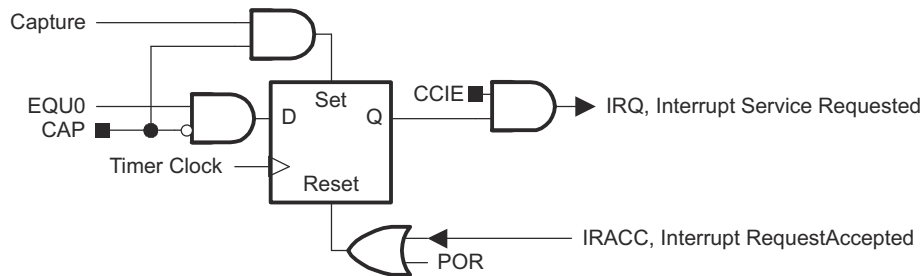 Capture
EQU0
CAP
Set
D
Q
CCIE
IRQ, Interrupt Service Requested
Timer Clock
Reset
IRACC, Interrupt RequestAccepted
POR